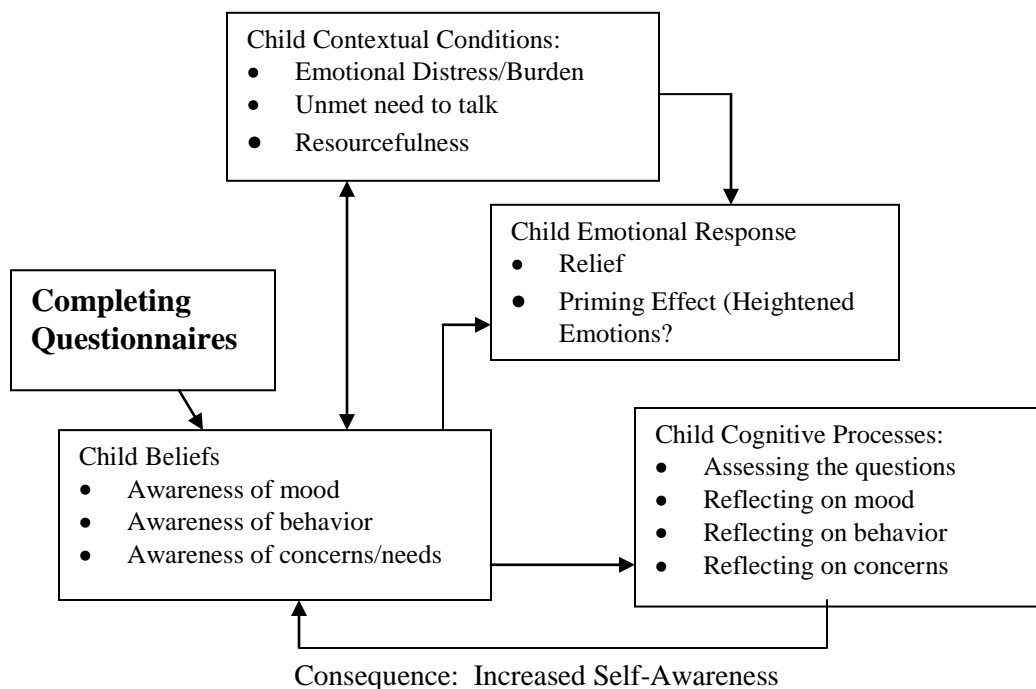 Child Contextual Conditions:
● Emotional Distress/Burden
● Unmet need to talk
● Resourcefulness
Child Emotional Response
● Relief
● Priming Effect (Heightened
Emotions?
Completing
Questionnaires
Child Beliefs
● Awareness of mood
● Awareness of behavior
● Awareness of concerns/needs
Child Cognitive Processes:
● Assessing the questions
● Reflecting on mood
● Reflecting on behavior
● Reflecting on concerns
Consequence: Increased Self-Awareness